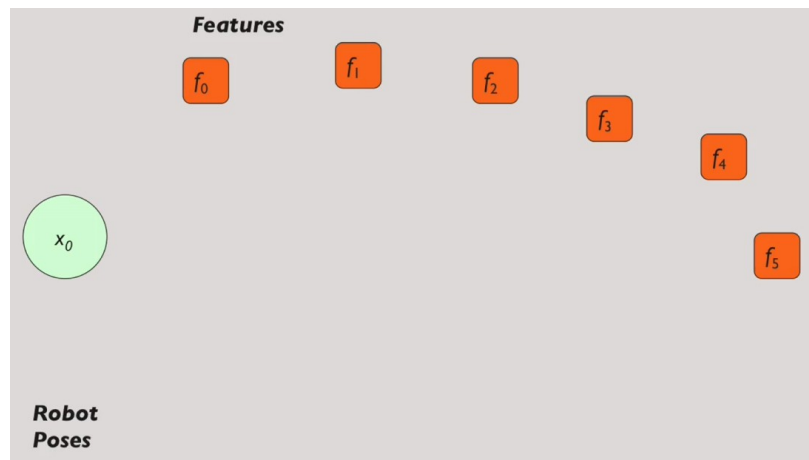 Features
f₀
f₁
f₂
f₃
f₄
x₀
f₅
Robot
Poses